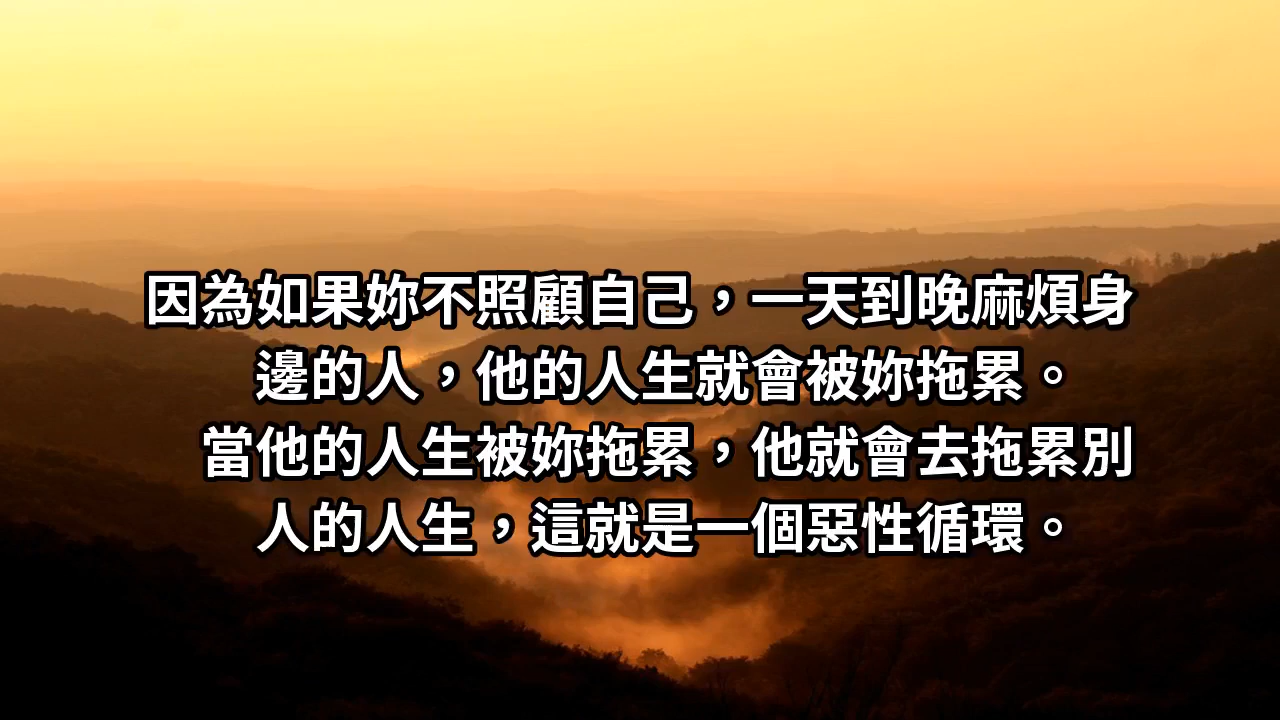 因為如果妳不照顧自己，一天到晚麻煩身
邊的人，他的人生就會被妳拖累。
當他的人生被妳拖累，他就會去拖累別
人的人生，這就是一個惡性循環。